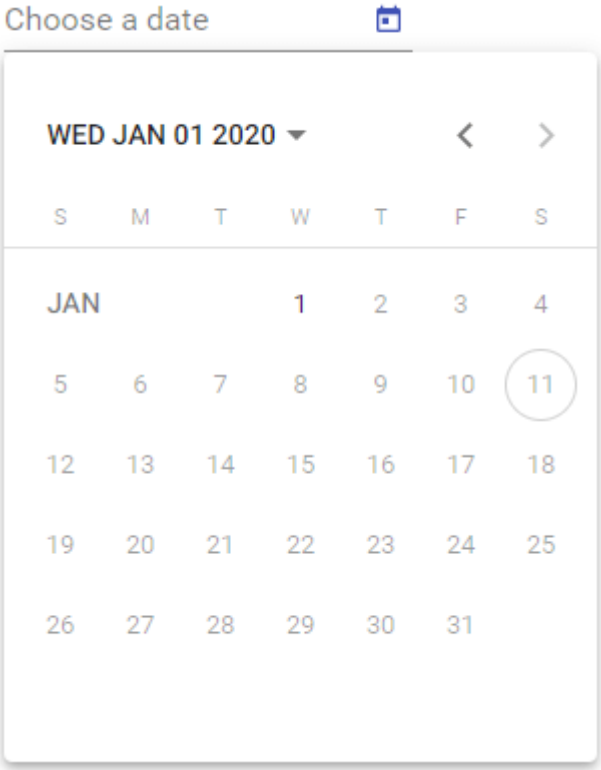 Choose a date
WED JAN 01 2020
S M T W T F S
JAN 1 2 3 4
5 6 7 8 9 10 11
12 13 14 15 16 17 18
19 20 21 22 23 24 25
26 27 28 29 30 31